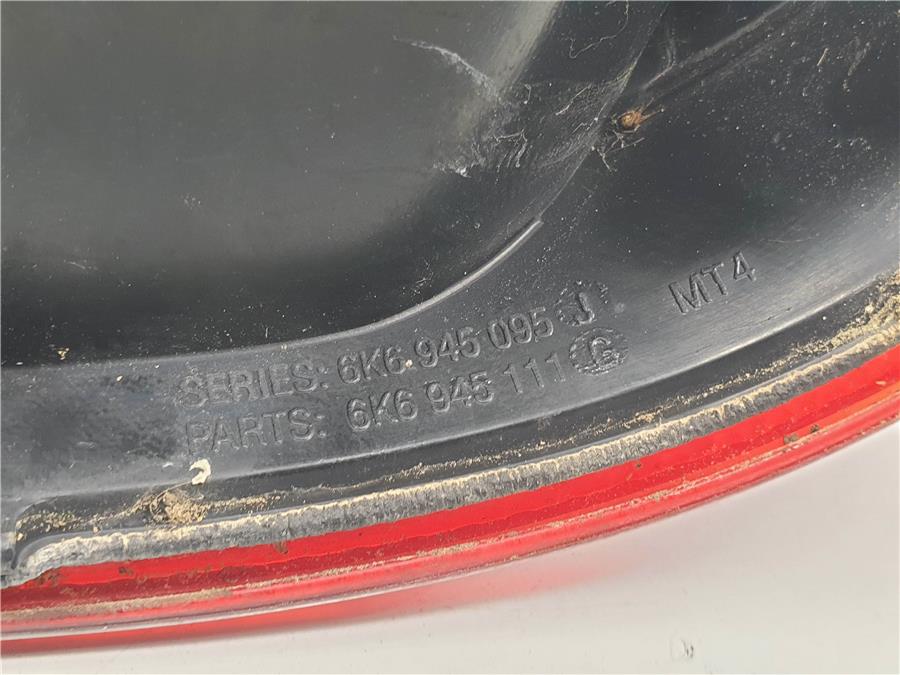 SERIES: 6K6 945 095 J
PARTS: 6K6 945 111 G
MT4